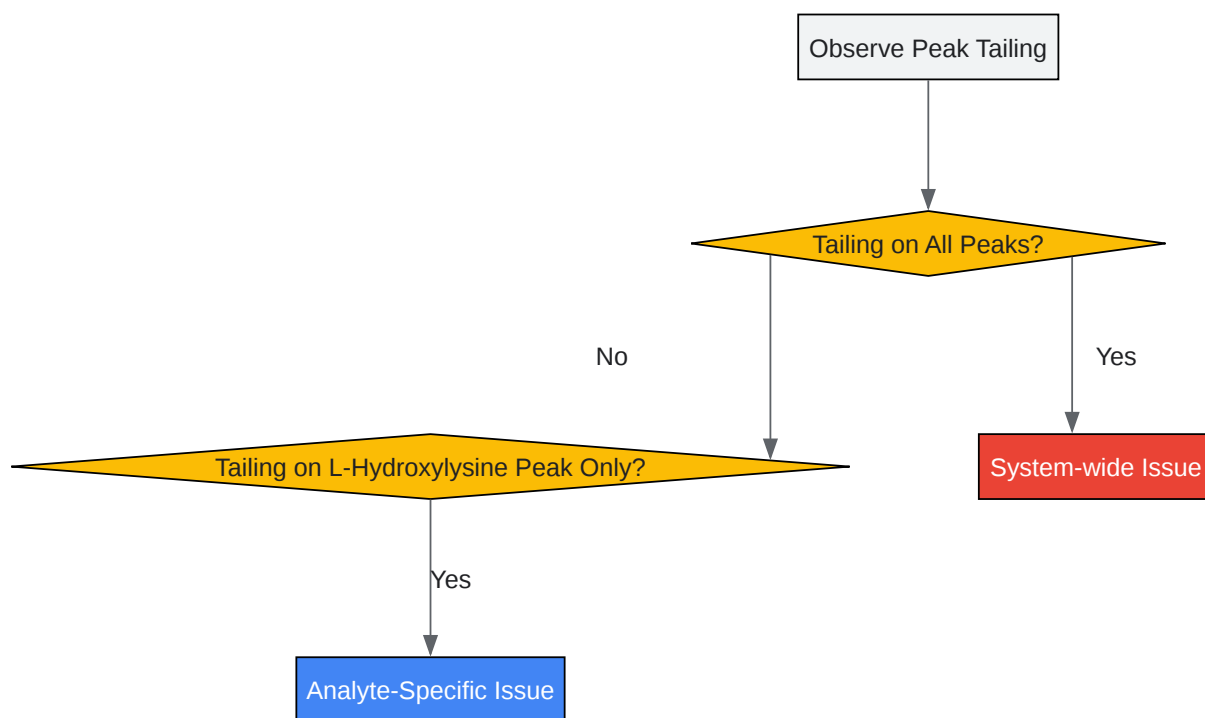 Observe Peak Tailing
Tailing on All Peaks?
No
Yes
Tailing on L-Hydroxylysine Peak Only?
System-wide Issue
Yes
Analyte-Specific Issue